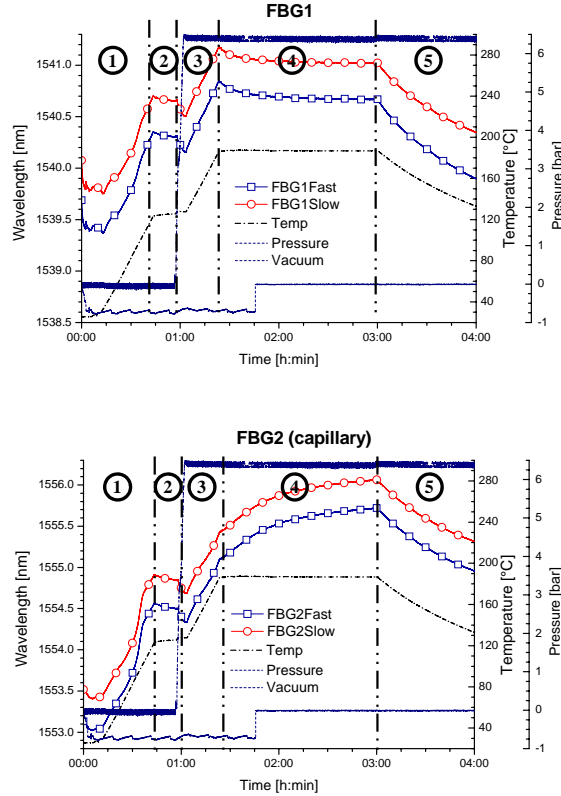 FBG1
1 2 3 4 5
1541.0
1540.5
1540.0
1539.5
1539.0
1538.5
Wavelength [nm]
280
240
200
160
120
80
40
Temperature [°C]
6
5
4
3
2
1
0
-1
Pressure [bar]
FBG1Fast
FBG1Slow
Temp
Pressure
Vacuum
00:00 01:00 02:00 03:00 04:00
Time [h:min]
FBG2 (capillary)
1 2 3 4 5
1556.0
1555.5
1555.0
1554.5
1554.0
1553.5
1553.0
Wavelength [nm]
280
240
200
160
120
80
40
Temperature [°C]
6
5
4
3
2
1
0
-1
Pressure [bar]
FBG2Fast
FBG2Slow
Temp
Pressure
Vacuum
00:00 01:00 02:00 03:00 04:00
Time [h:min]